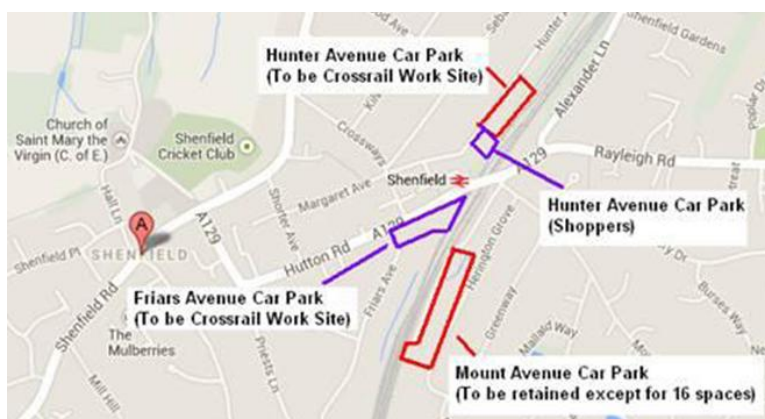 Shenfield Gardens
Hunter Avenue Car Park
(To be Crossrail Work Site)
Alexander Ln
Church of
Saint Mary the
Virgin (C. of E.)
Shenfield
Cricket Club
Crossways
A129
Rayleigh Rd
Hall Ln
Margaret Ave
Shenfield
Hunter Avenue Car Park
(Shoppers)
A
A129
Shorter Ave
A129
Herington Grove
Shenfield Pl
SHENFIELD
Hutton Rd
Friars Avenue Car Park
(To be Crossrail Work Site)
Friars Ave
Greenway
Burses Way
Shenfield Rd
The
Mulberries
Priests Ln
Mallard Way
Mount Avenue Car Park
(To be retained except for 16 spaces)
Mill Hill